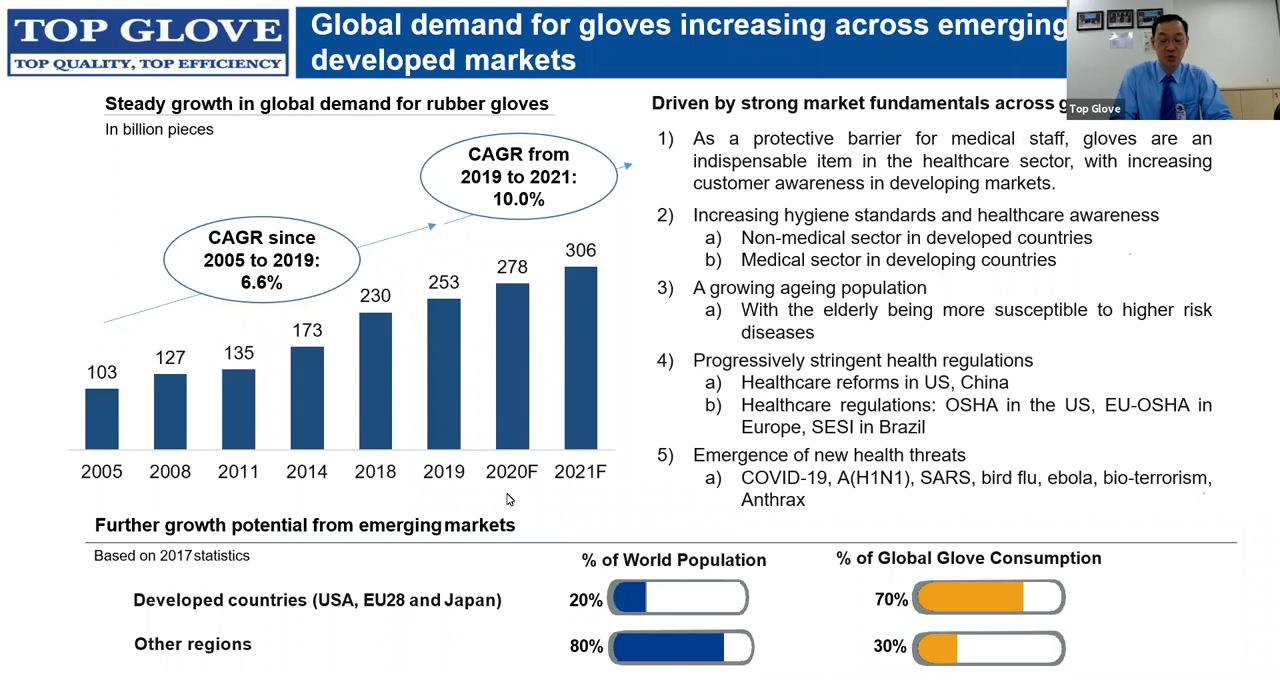 TOP GLOVE
TOP QUALITY, TOP EFFICIENCY
Global demand for gloves increasing across emerging
developed markets
Top Glove
Steady growth in global demand for rubber gloves
In billion pieces
CAGR since
2005 to 2019:
6.6%
CAGR from
2019 to 2021:
10.0%
103
127
135
173
230
253
278
306
2005
2008
2011
2014
2018
2019
2020F
2021F
Driven by strong market fundamentals across
1) As a protective barrier for medical staff, gloves are an
indispensable item in the healthcare sector, with increasing
customer awareness in developing markets.
2) Increasing hygiene standards and healthcare awareness
a) Non-medical sector in developed countries
b) Medical sector in developing countries
3) A growing ageing population
a) With the elderly being more susceptible to higher risk
diseases
4) Progressively stringent health regulations
a) Healthcare reforms in US, China
b) Healthcare regulations: OSHA in the US, EU-OSHA in
Europe, SESI in Brazil
5) Emergence of new health threats
a) COVID-19, A(H1N1), SARS, bird flu, ebola, bio-terrorism,
Anthrax
Further growth potential from emerging markets
Based on 2017 statistics
% of World Population
% of Global Glove Consumption
Developed countries (USA, EU28 and Japan)
20%
70%
Other regions
80%
30%